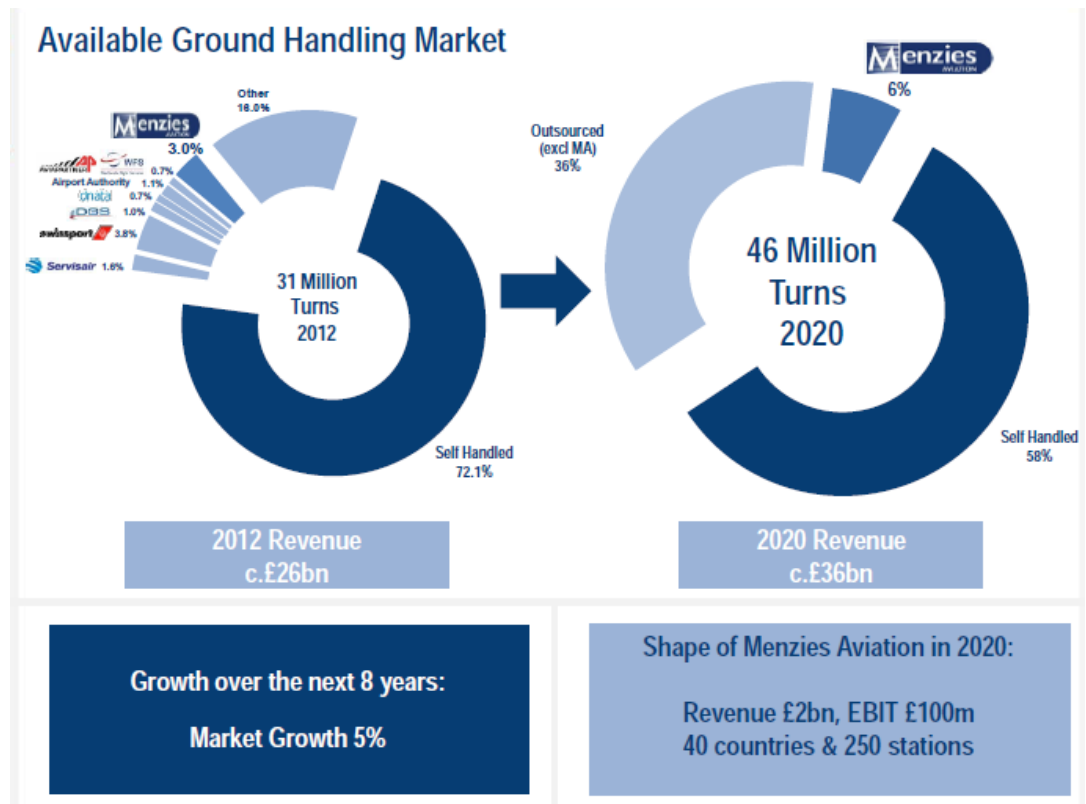 Available Ground Handling Market
Other
16.0%
Menzies
AVIATION
3.0%
WFS
0.7%
Airport Authority 1.1%
dnata 0.7%
1.0%
swissport 3.8%
Servisair 1.6%
31 Million
Turns
2012
Self Handled
72.1%
2012 Revenue
c.£26bn
Menzies
AVIATION
6%
Outsourced
(excl MA)
36%
46 Million
Turns
2020
Self Handled
58%
2020 Revenue
c.£36bn
Growth over the next 8 years:
Market Growth 5%
Shape of Menzies Aviation in 2020:
Revenue £2bn, EBIT £100m
40 countries & 250 stations